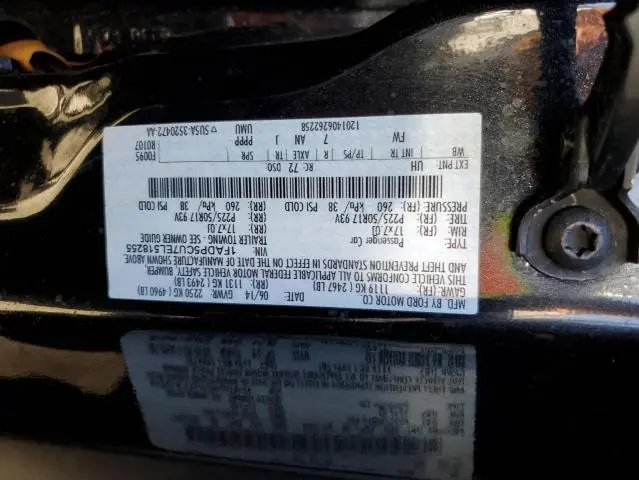 MFD. BY FORD MOTOR CO.
DATE: 06/14 GVWR: 2250 KG ( 4960 LB)
GAWR: (FR) 1119 KG ( 2467 LB) (RR) 1131 KG ( 2493 LB)
THIS VEHICLE CONFORMS TO ALL APPLICABLE FEDERAL MOTOR VEHICLE SAFETY, BUMPER,
AND THEFT PREVENTION STANDARDS IN EFFECT ON THE DATE OF MANUFACTURE SHOWN ABOVE.
VIN: 1FADP5CU7EL518255
TYPE: Passenger Car TRAILER TOWING - SEE OWNER GUIDE
RIM: (FR) 17x7.0J (RR) 17x7.0J
TIRE: (FR) P225/50R17 93V (RR) P225/50R17 93V
PRESSURE: (FR) 260 kPa/ 38 PSI COLD (RR) 260 kPa/ 38 PSI COLD
EXT PNT: UH RC: 72 DSO: F0095
WB INT TR TP/PS R AXLE TR SPR R0107
FW 7 AN J PPPP UMU
1201406262258 5U5A-3S20472-AA